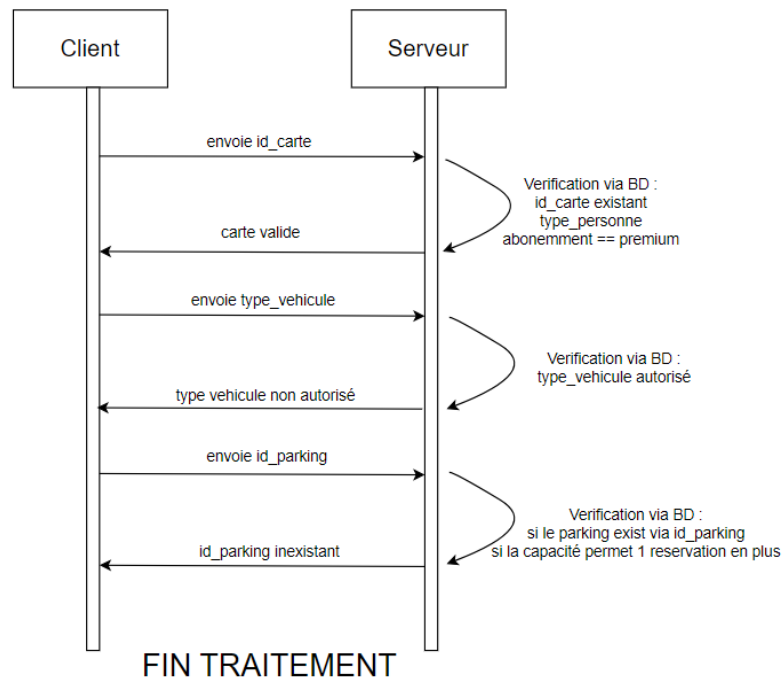 Client
Serveur
envoie id_carte
Verification via BD :
id_carte existant
type_personne
abonemment == premium
carte valide
envoie type_vehicule
Verification via BD :
type_vehicule autorisé
type vehicule non autorisé
envoie id_parking
Verification via BD :
si le parking exist via id_parking
si la capacité permet 1 reservation en plus
id_parking inexistant
FIN TRAITEMENT